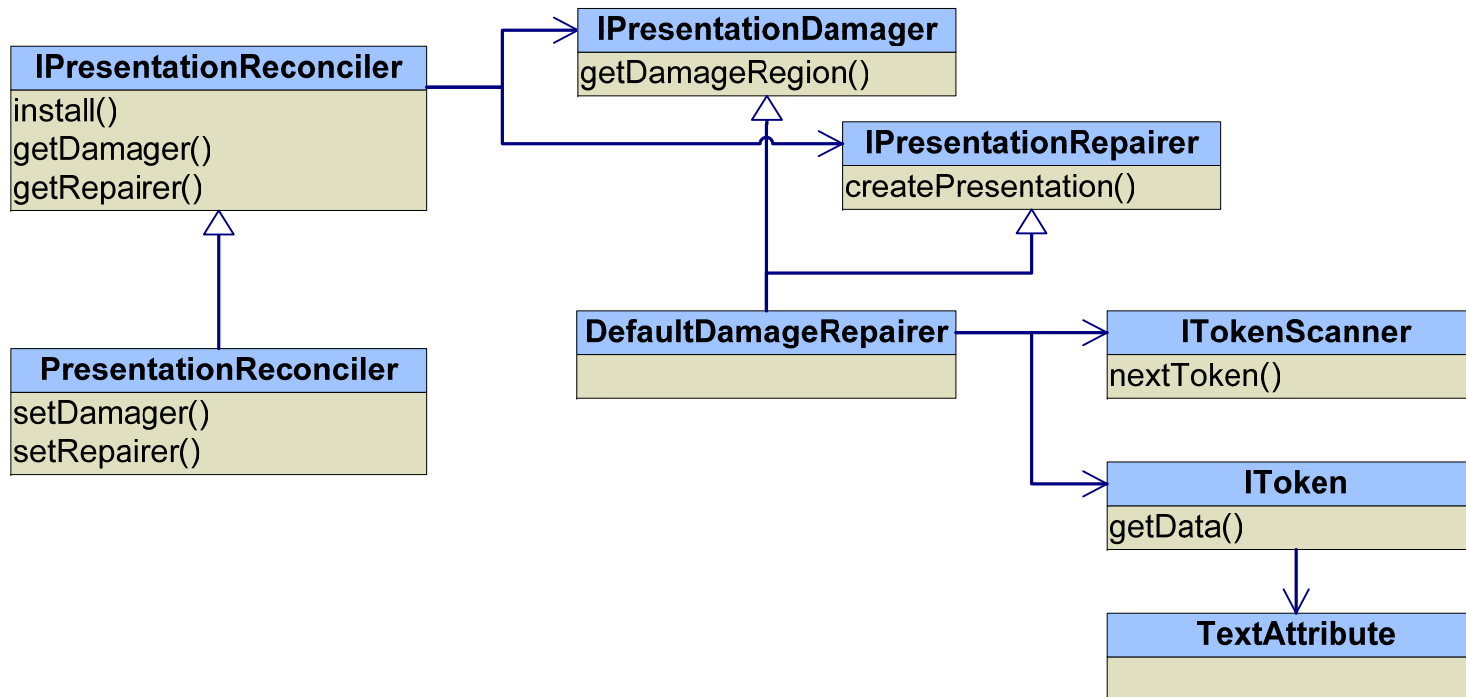 IPresentationReconciler
install()
getDamager()
getRepairer()
IPresentationDamager
getDamageRegion()
IPresentationRepairer
createPresentation()
PresentationReconciler
setDamager()
setRepairer()
DefaultDamageRepairer
ITokenScanner
nextToken()
IToken
getData()
TextAttribute